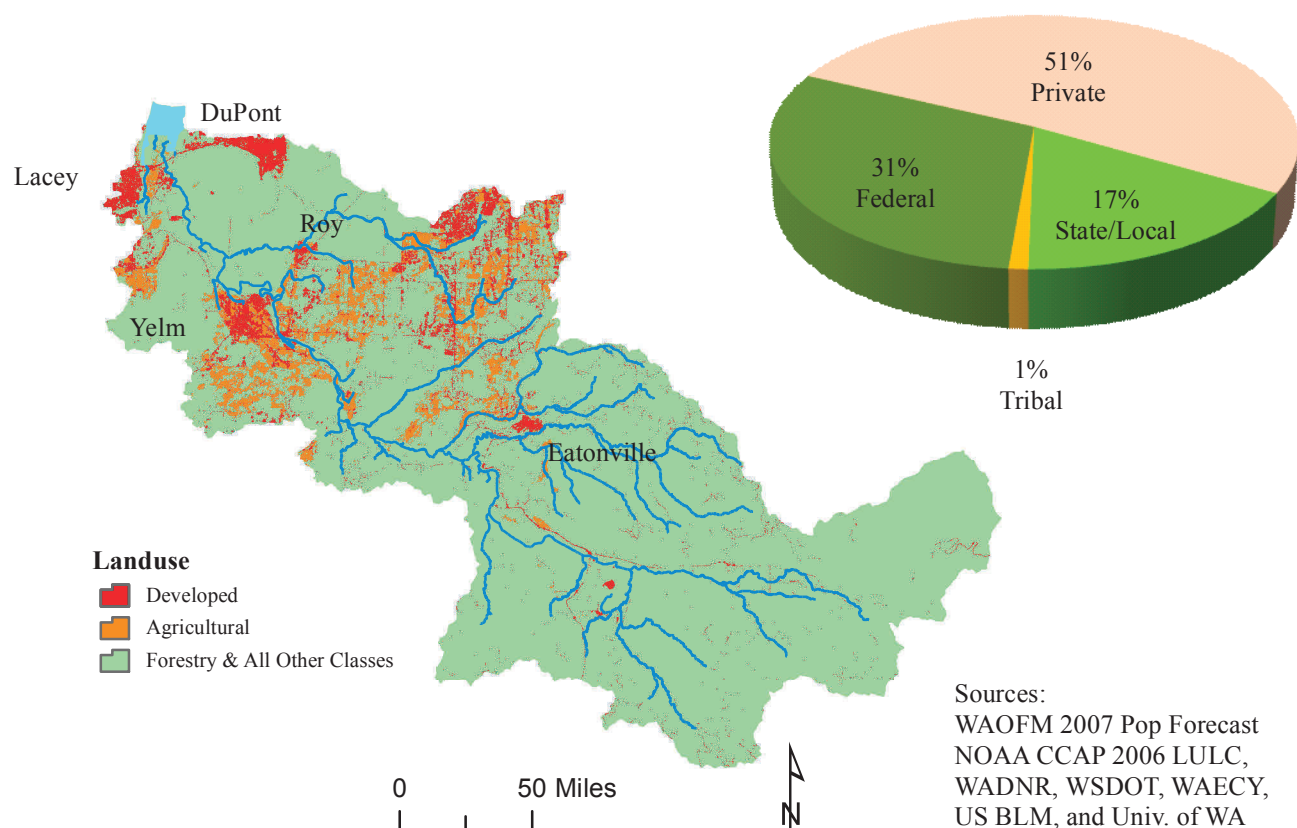 51%
Private
DuPont
Lacey
31%
Federal
17%
State/Local
Roy
Yelm
1%
Tribal
Eatonville
Landuse
Developed
Agricultural
Forestry & All Other Classes
0 50 Miles
N
Sources:
WAOFM 2007 Pop Forecast
NOAA CCAP 2006 LULC,
WADNR, WSDOT, WAECY,
US BLM, and Univ. of WA